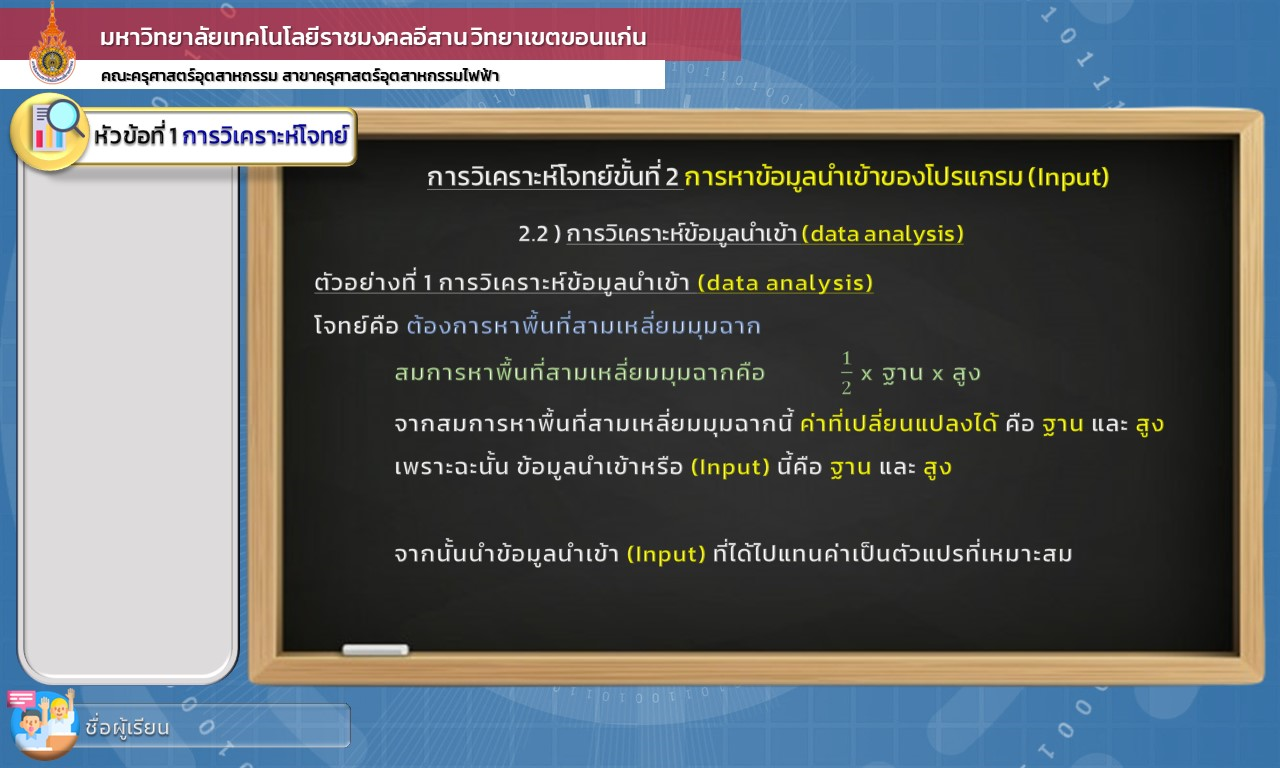 มหาวิทยาลัยเทคโนโลยีราชมงคลอีสาน วิทยาเขตขอนแก่น
คณะครุศาสตร์อุตสาหกรรม สาขาครุศาสตร์อุตสาหกรรมไฟฟ้า
หัวข้อที่ 1 การวิเคราะห์โจทย์
การวิเคราะห์โจทย์ขั้นที่ 2 การหาข้อมูลนำเข้าของโปรแกรม (Input)
2.2 ) การวิเคราะห์ข้อมูลนำเข้า (data analysis)
ตัวอย่างที่ 1 การวิเคราะห์ข้อมูลนำเข้า (data analysis)
โจทย์คือ ต้องการหาพื้นที่สามเหลี่ยมมุมฉาก
สมการหาพื้นที่สามเหลี่ยมมุมฉากคือ 1/2 x ฐาน x สูง
จากสมการหาพื้นที่สามเหลี่ยมมุมฉากนี้ ค่าที่เปลี่ยนแปลงได้ คือ ฐาน และ สูง
เพราะฉะนั้น ข้อมูลนำเข้าหรือ (Input) นี้คือ ฐาน และ สูง
จากนั้นนำข้อมูลนำเข้า (Input) ที่ได้ไปแทนค่าเป็นตัวแปรที่เหมาะสม
ชื่อผู้เรียน